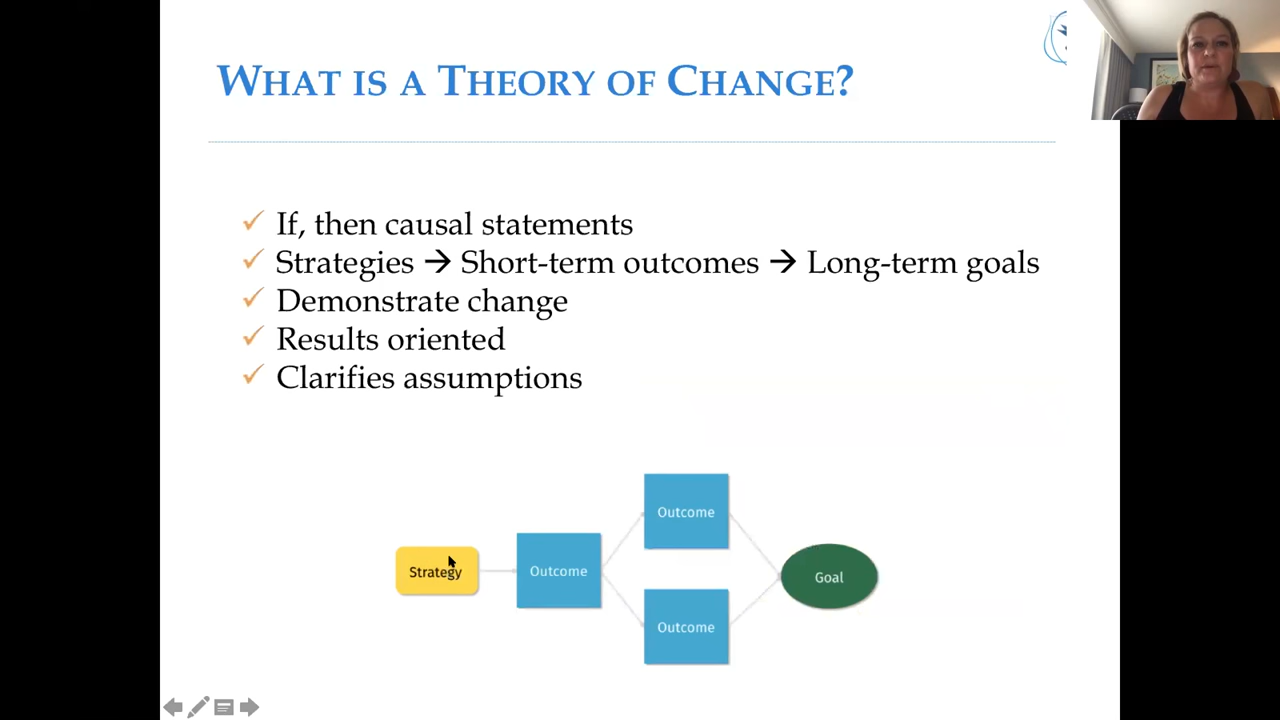 WHAT IS A THEORY OF CHANGE?
If, then causal statements
Strategies → Short-term outcomes → Long-term goals
Demonstrate change
Results oriented
Clarifies assumptions
Outcome
Strategy
Outcome
Goal
Outcome